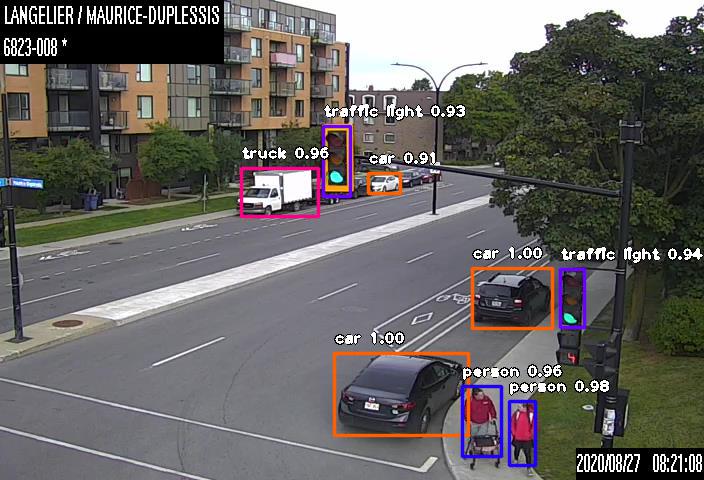 LANGELIER / MAURICE-DUPLESSIS
6823-008 *
traffic light 0.93
truck 0.96
car 0.91
car 1.00
traffic light 0.94
car 1.00
person 0.96
person 0.98
4
2020/08/27 08:21:08